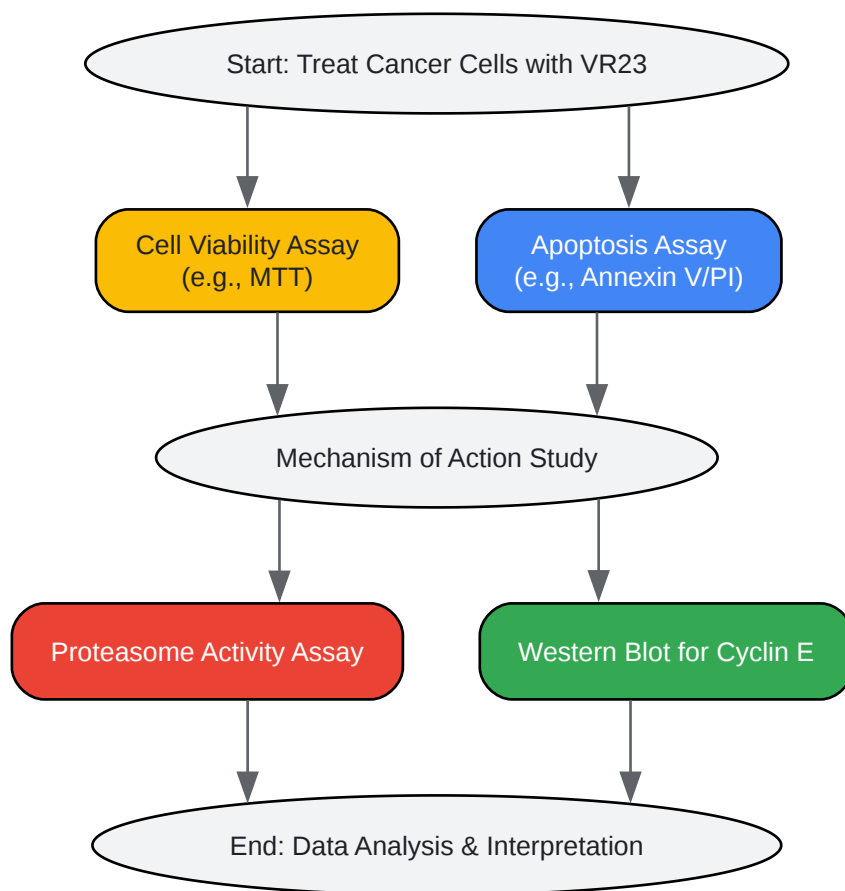 Start: Treat Cancer Cells with VR23
Cell Viability Assay
(e.g., MTT)
Apoptosis Assay
(e.g., Annexin V/PI)
Mechanism of Action Study
Proteasome Activity Assay
Western Blot for Cyclin E
End: Data Analysis & Interpretation